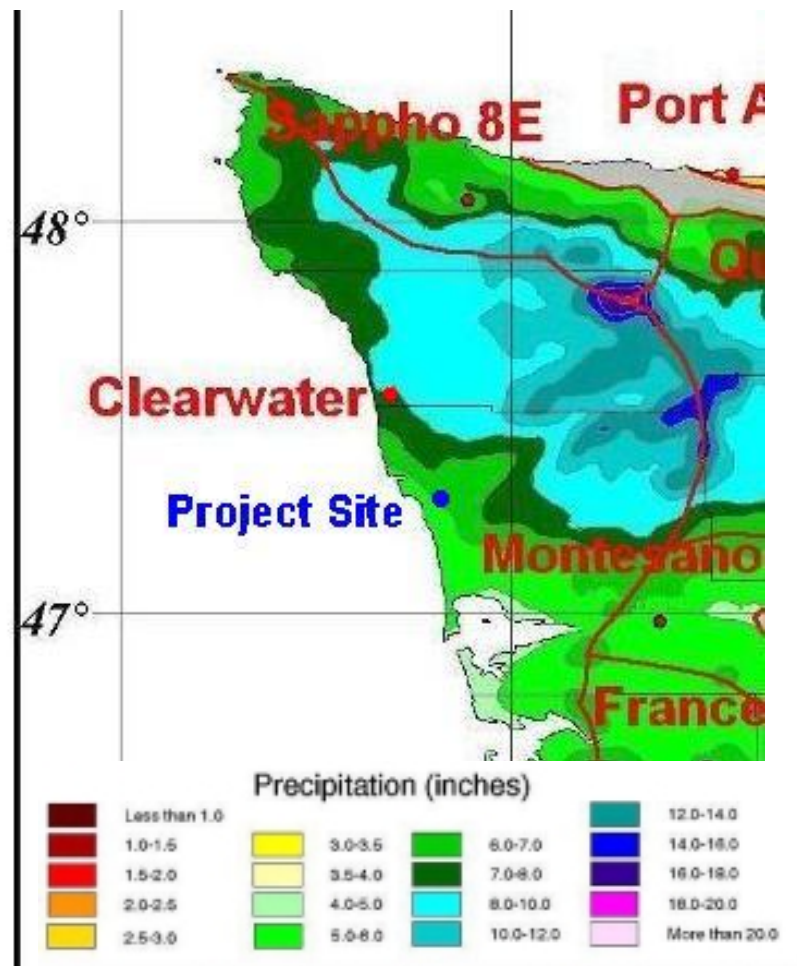 Sappho 8E
Port A
48°
Qu
Clearwater
Project Site
Montesano
47°
France
Precipitation (inches)
Less than 1.0
1.0-1.5
1.5-2.0
2.0-2.5
2.5-3.0
3.0-3.5
3.5-4.0
4.0-5.0
5.0-6.0
6.0-7.0
7.0-8.0
8.0-10.0
10.0-12.0
12.0-14.0
14.0-16.0
16.0-18.0
18.0-20.0
More than 20.0